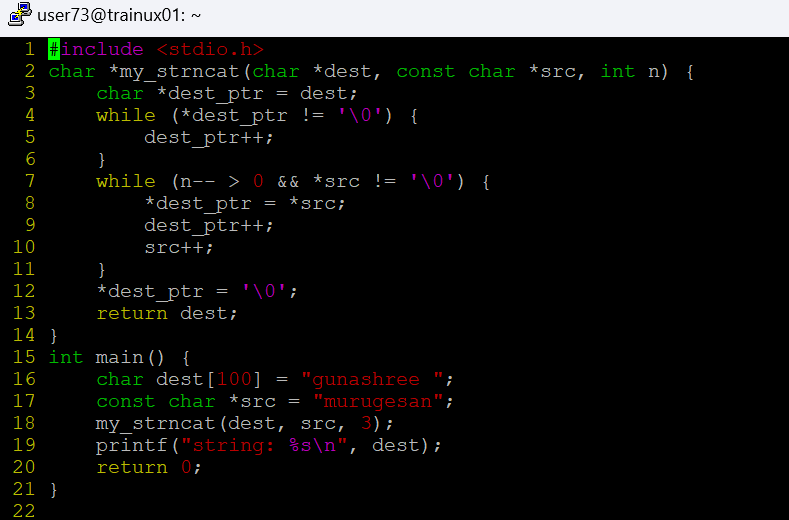 user73@trainux01: ~
1 #include <stdio.h>
2 char *my_strncat(char *dest, const char *src, int n) {
3     char *dest_ptr = dest;
4     while (*dest_ptr != '\0') {
5         dest_ptr++;
6     }
7     while (n-- > 0 && *src != '\0') {
8         *dest_ptr = *src;
9         dest_ptr++;
10         src++;
11     }
12     *dest_ptr = '\0';
13     return dest;
14 }
15 int main() {
16     char dest[100] = "gunashree ";
17     const char *src = "murugesan";
18     my_strncat(dest, src, 3);
19     printf("string: %s\n", dest);
20     return 0;
21 }
22